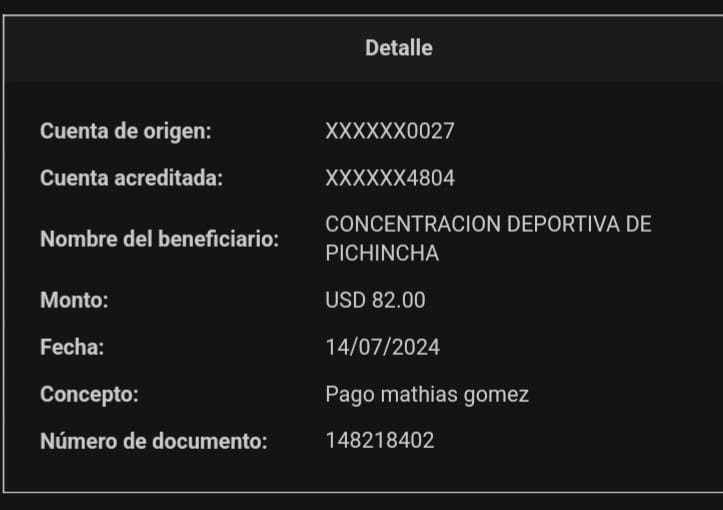 Detalle
Cuenta de origen: XXXXXX0027
Cuenta acreditada: XXXXXX4804
Nombre del beneficiario: CONCENTRACION DEPORTIVA DE
PICHINCHA
Monto: USD 82.00
Fecha: 14/07/2024
Concepto: Pago mathias gomez
Número de documento: 148218402